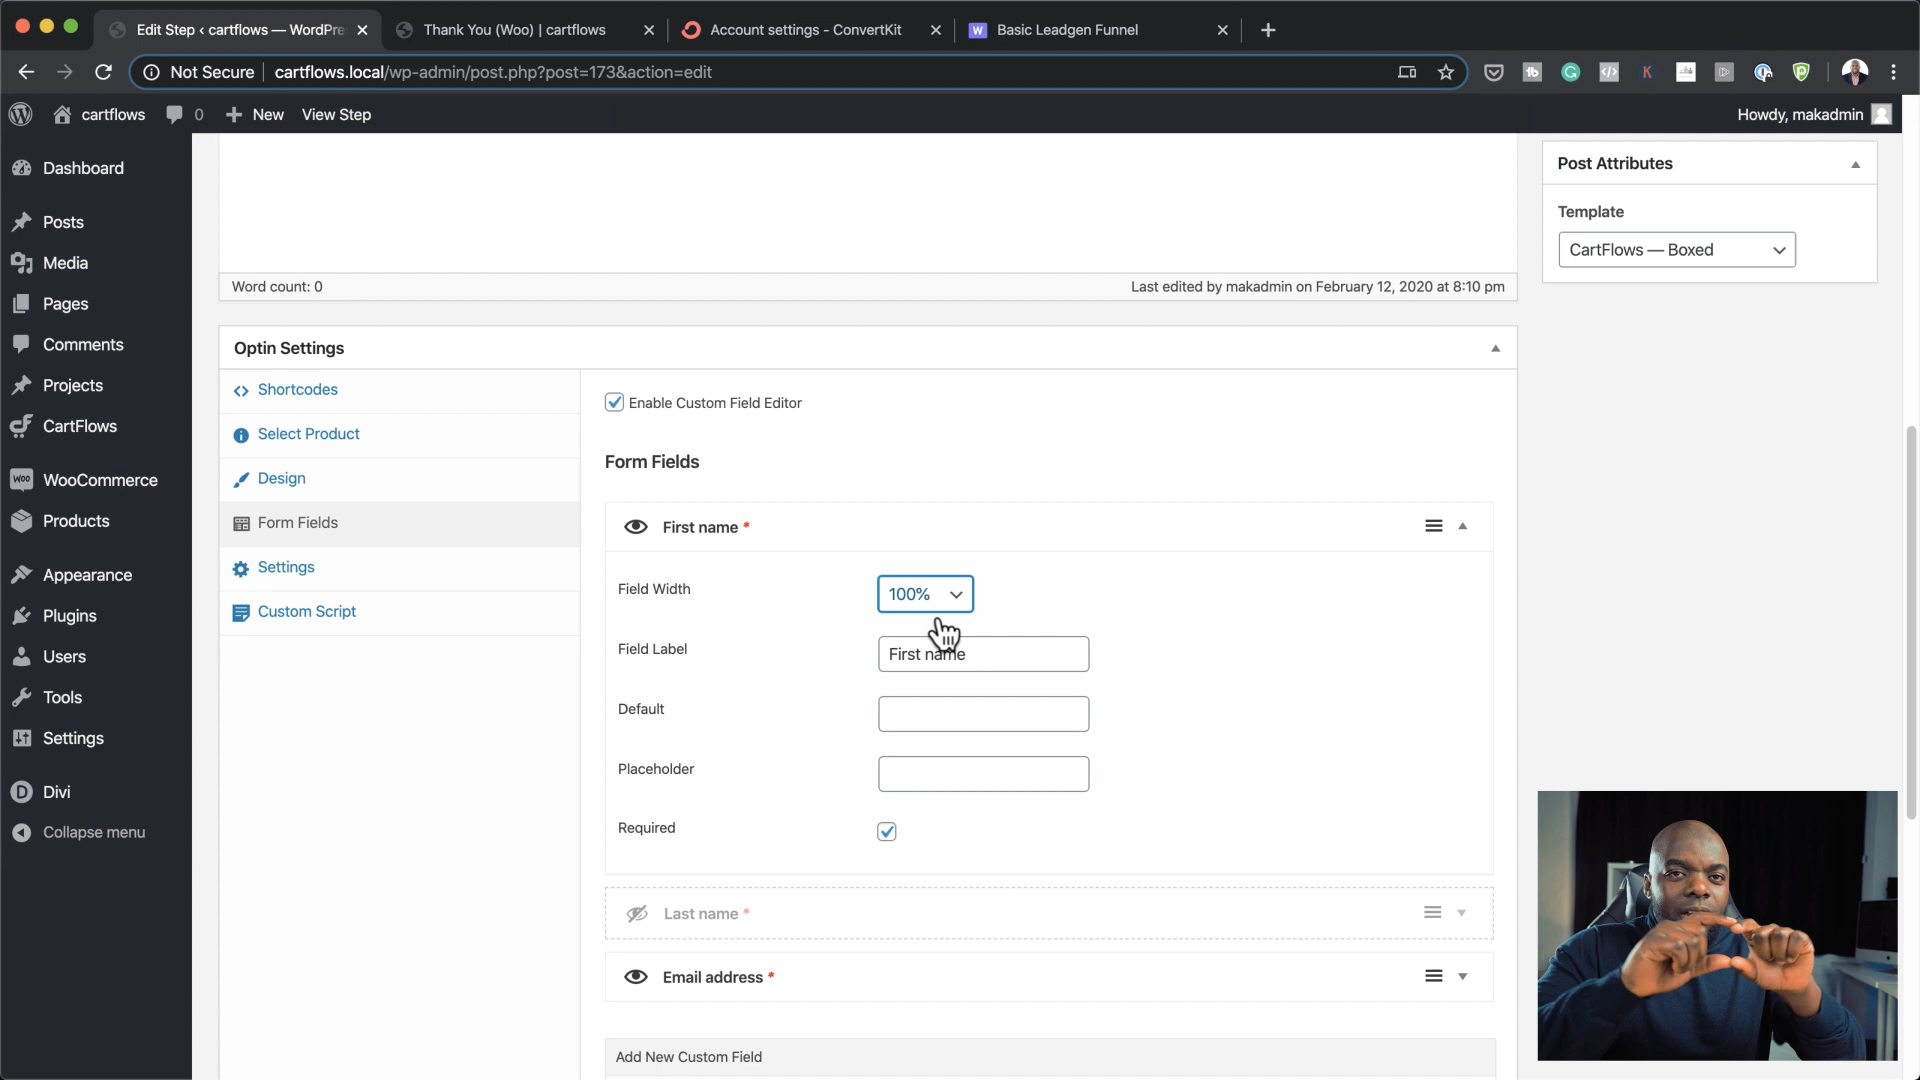 Edit Step ‹ cartflows — WordPre
Thank You (Woo) | cartflows
Account settings - ConvertKit
Basic Leadgen Funnel
Not Secure
cartflows.local/wp-admin/post.php?post=173&action=edit
cartflows
0
New
View Step
Howdy, makadmin
Dashboard
Posts
Media
Pages
Comments
Projects
CartFlows
WooCommerce
Products
Appearance
Plugins
Users
Tools
Settings
Divi
Collapse menu
Word count: 0
Last edited by makadmin on February 12, 2020 at 8:10 pm
Optin Settings
Shortcodes
Select Product
Design
Form Fields
Settings
Custom Script
Enable Custom Field Editor
Form Fields
First name *
Field Width
100%
Field Label
First name
Default
Placeholder
Required
Last name *
Email address *
Add New Custom Field
Post Attributes
Template
CartFlows — Boxed